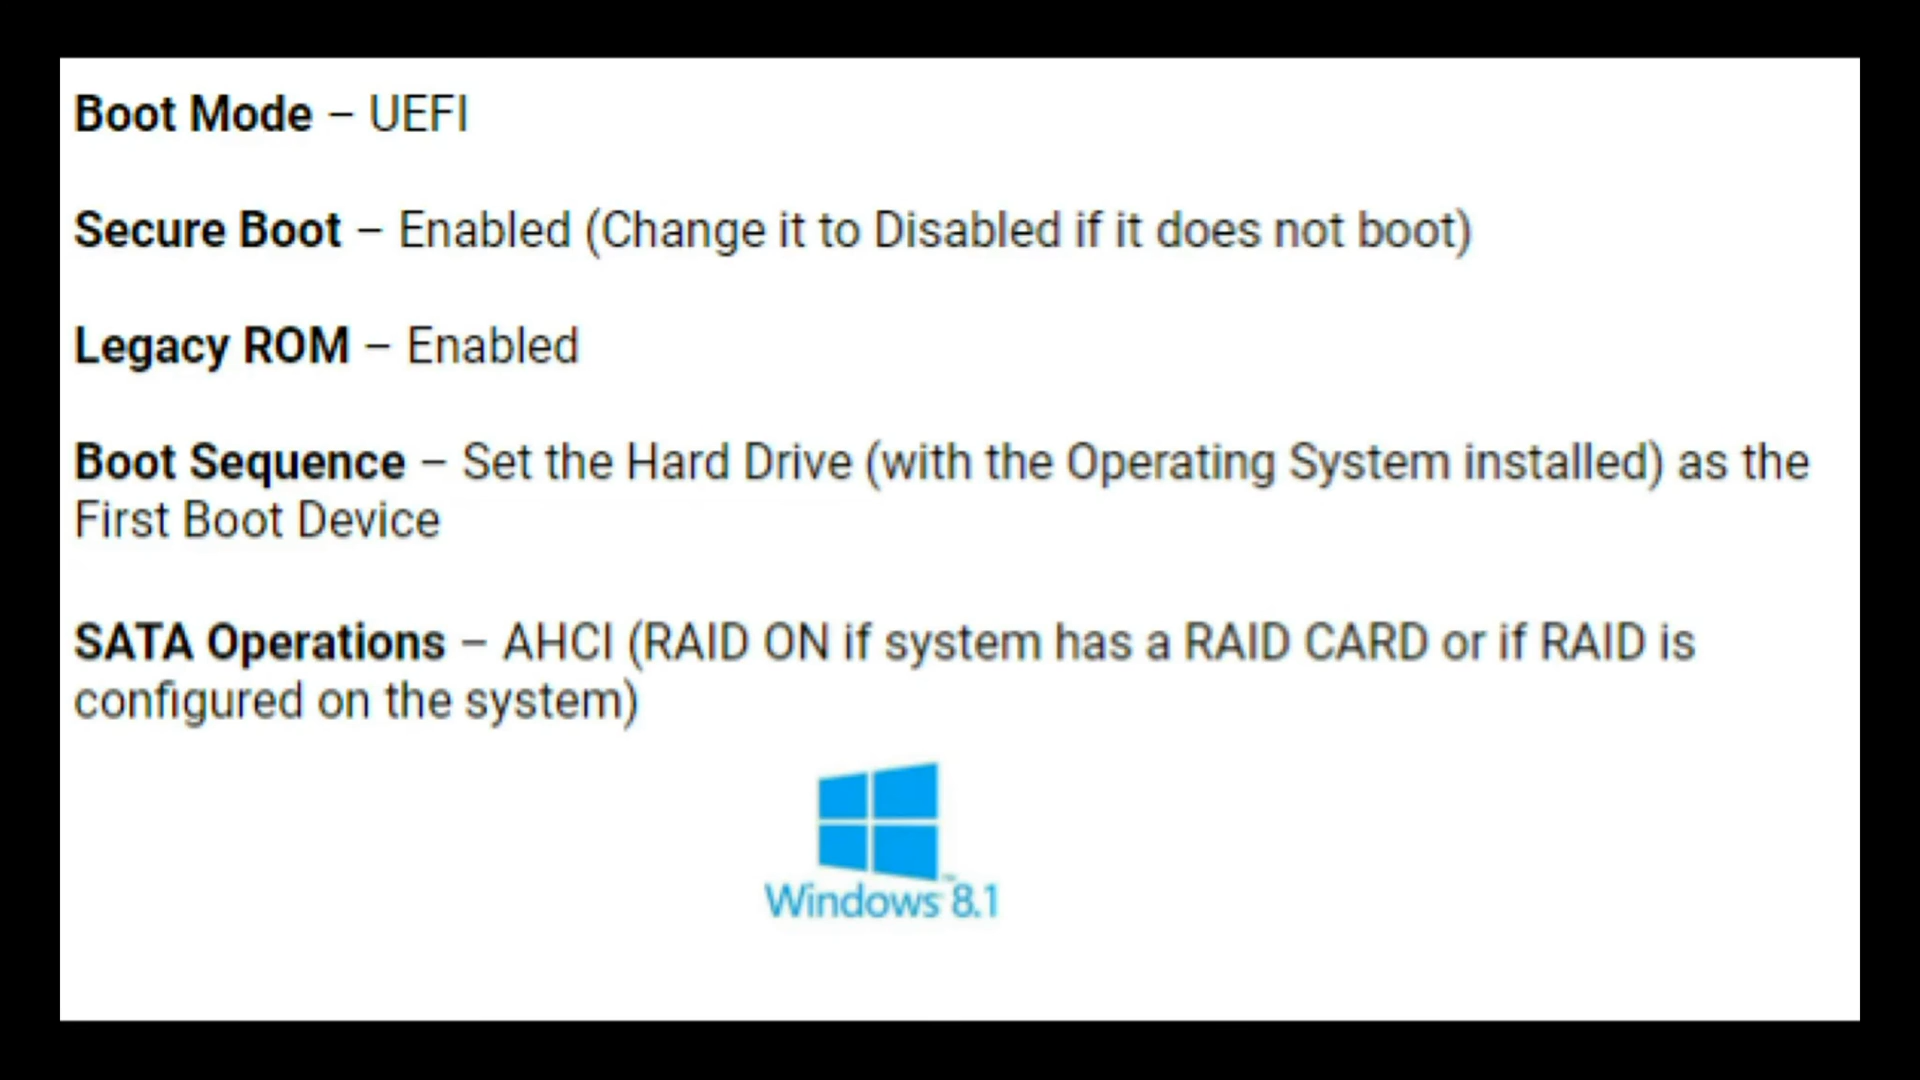 Boot Mode – UEFI
Secure Boot – Enabled (Change it to Disabled if it does not boot)
Legacy ROM – Enabled
Boot Sequence – Set the Hard Drive (with the Operating System installed) as the
First Boot Device
SATA Operations – AHCI (RAID ON if system has a RAID CARD or if RAID is
configured on the system)
Windows 8.1